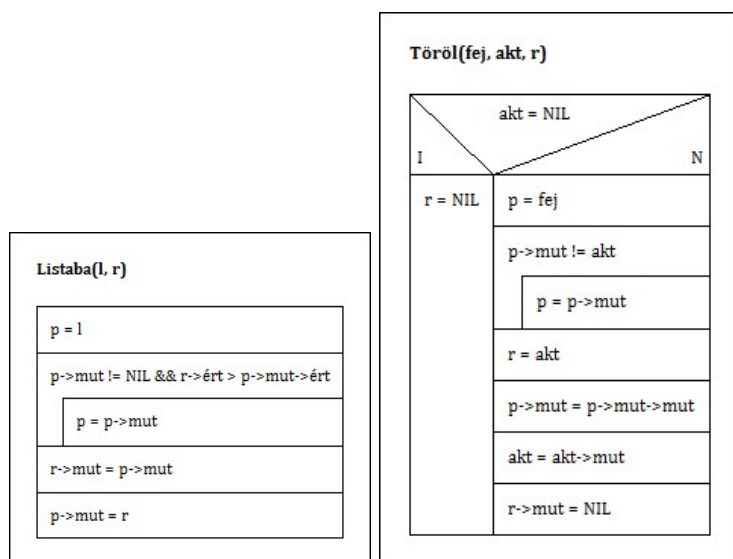 Listaba(l, r)
p = l
p->mut != NIL && r->ért > p->mut->ért
p = p->mut
r->mut = p->mut
p->mut = r
Töröl(fej, akt, r)
akt = NIL
I
N
r = NIL
p = fej
p->mut != akt
p = p->mut
r = akt
p->mut = p->mut->mut
akt = akt->mut
r->mut = NIL